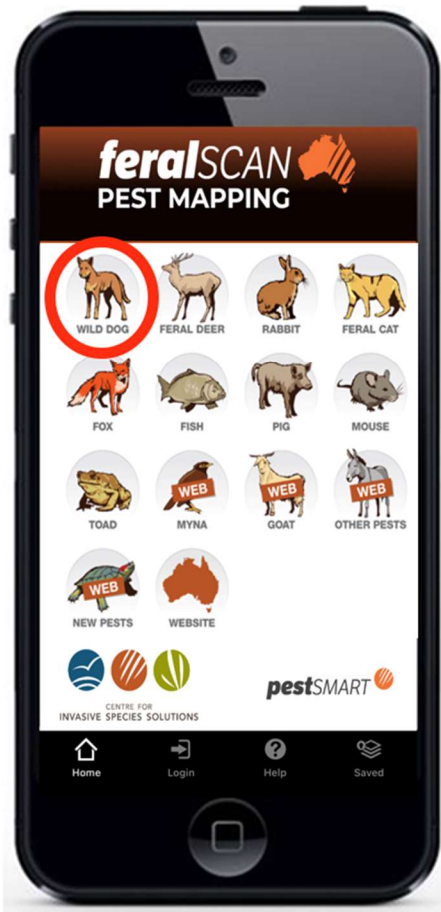 feralSCAN
PEST MAPPING
WILD DOG FERAL DEER RABBIT FERAL CAT
FOX FISH PIG MOUSE
WEB WEB WEB
TOAD MYNA GOAT OTHER PESTS
WEB
NEW PESTS WEBSITE
pestSMART
CENTRE FOR
INVASIVE SPECIES SOLUTIONS
Home Login Help Saved